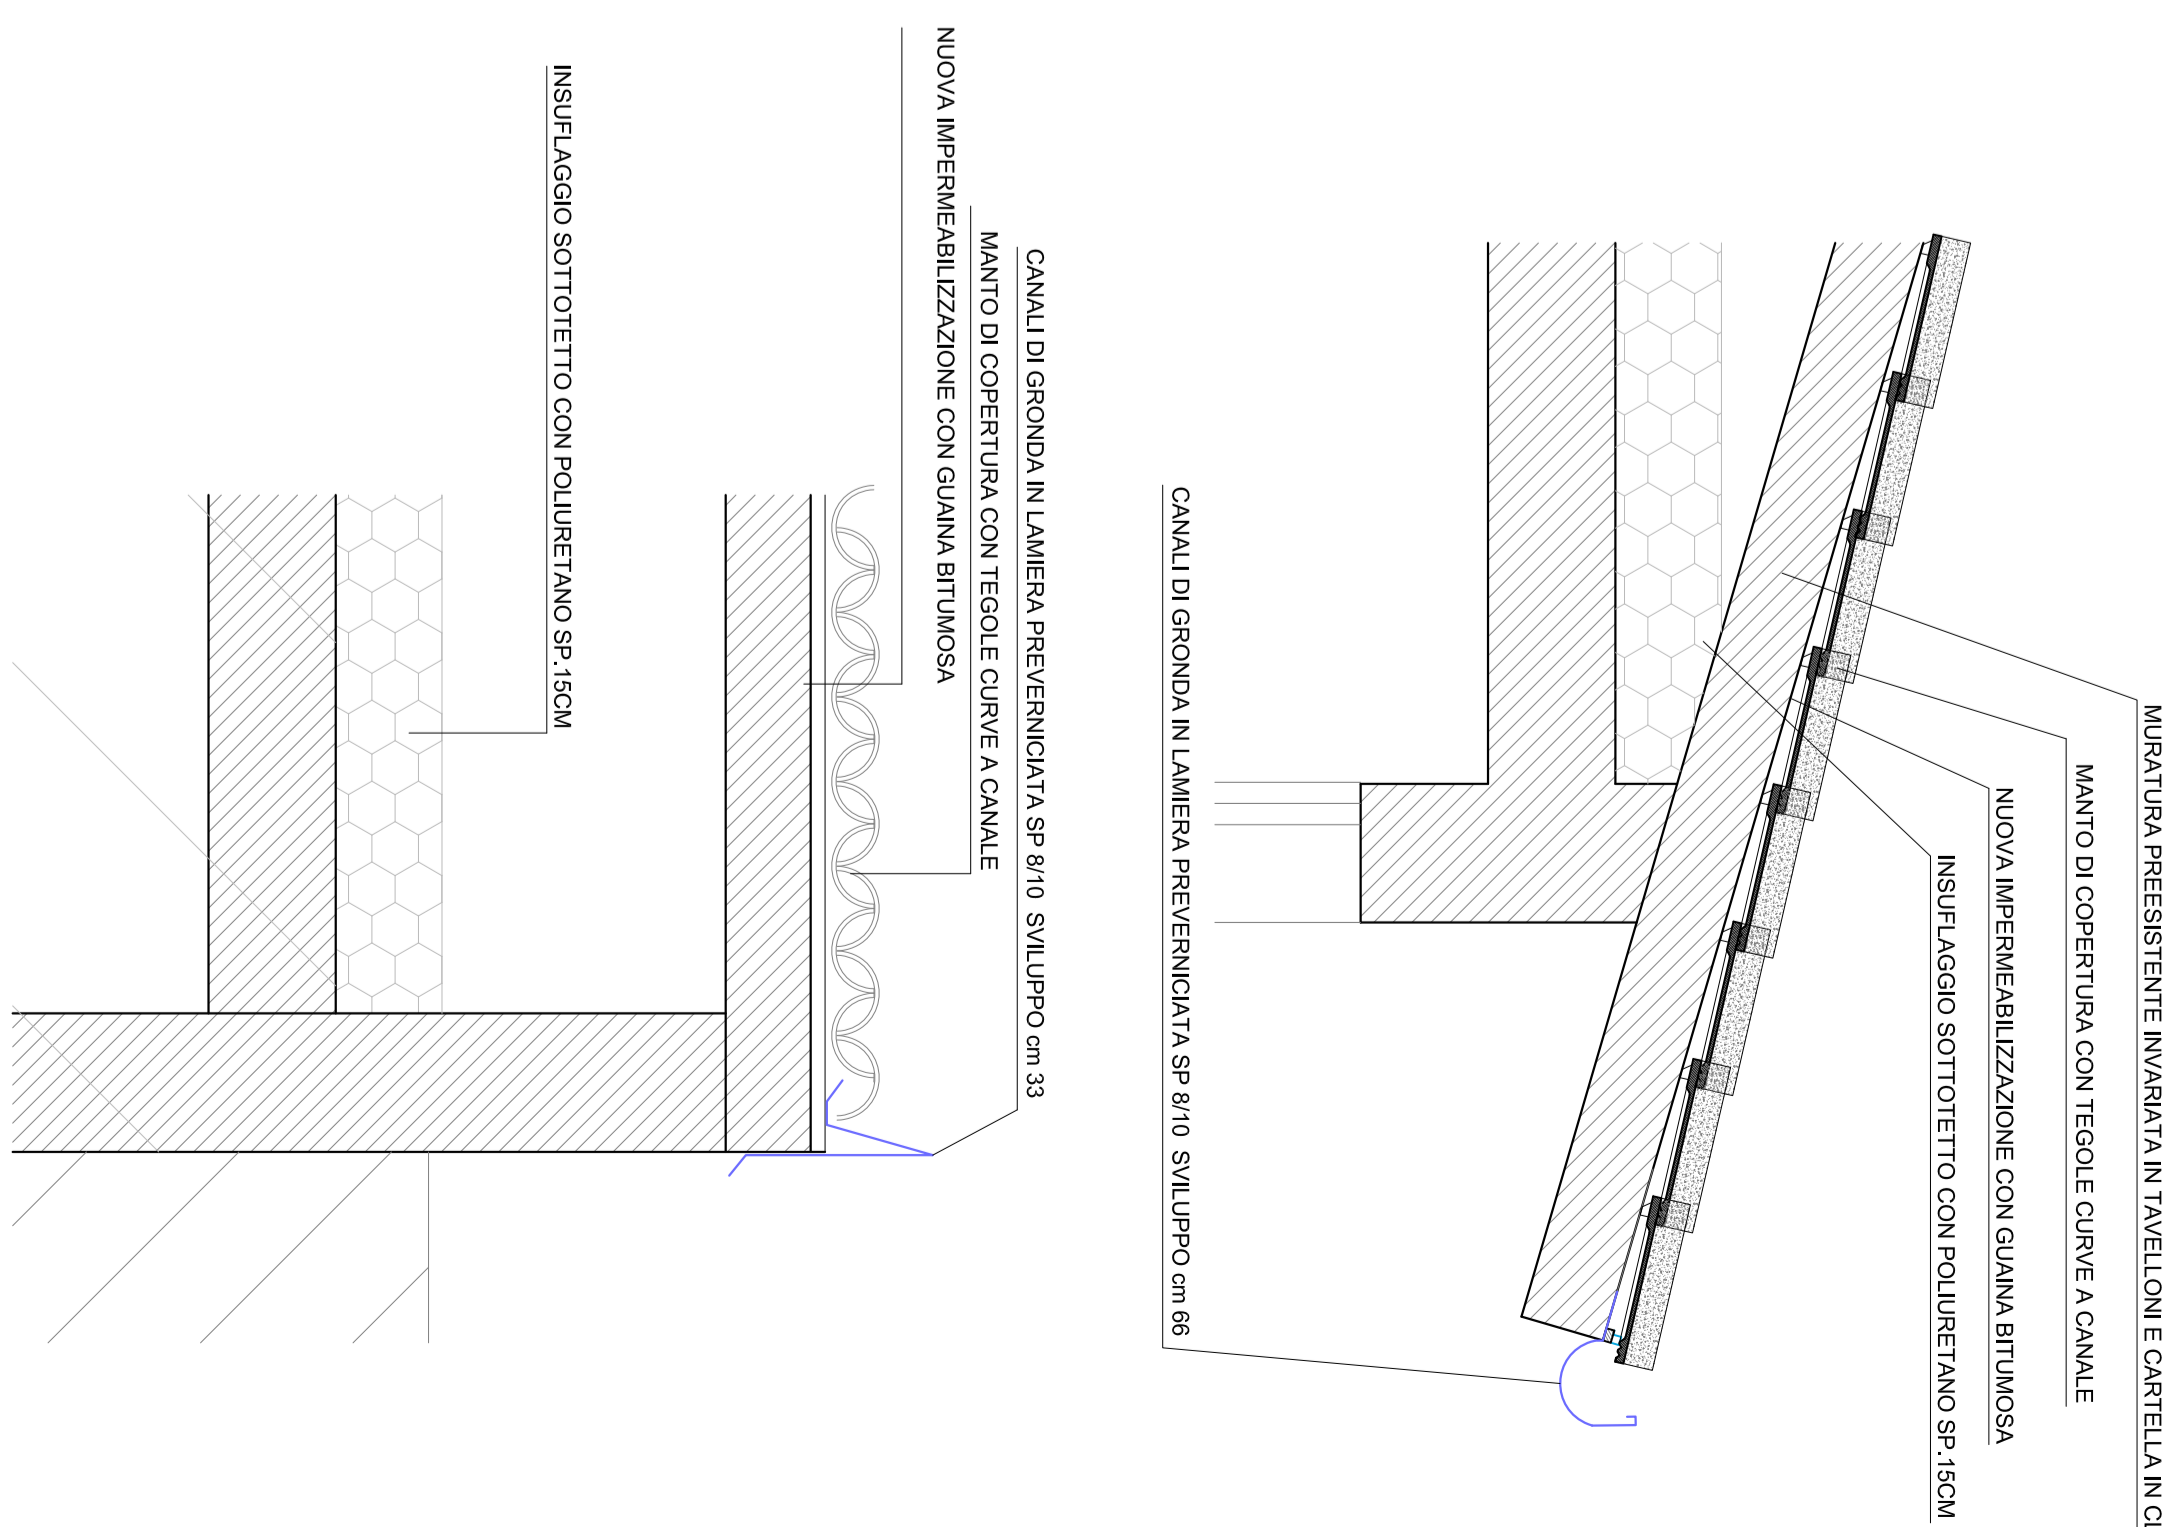 MURATURA PREESISTENTE INVARIATA IN TAVELLONI E CARTELLA IN
MANTO DI COPERTURA CON TEGOLE CURVE A CANALE
NUOVA IMPERMEABILIZZAZIONE CON GUAINA BITUMOSA
INSUFLAGGIO SOTTOTETTO CON POLIURETANO SP.15CM
CANALI DI GRONDA IN LAMIERA PREVERNICIATA SP 8/10 SVILUPPO cm 66
CANALI DI GRONDA IN LAMIERA PREVERNICIATA SP 8/10 SVILUPPO cm 33
MANTO DI COPERTURA CON TEGOLE CURVE A CANALE
NUOVA IMPERMEABILIZZAZIONE CON GUAINA BITUMOSA
INSUFLAGGIO SOTTOTETTO CON POLIURETANO SP.15CM